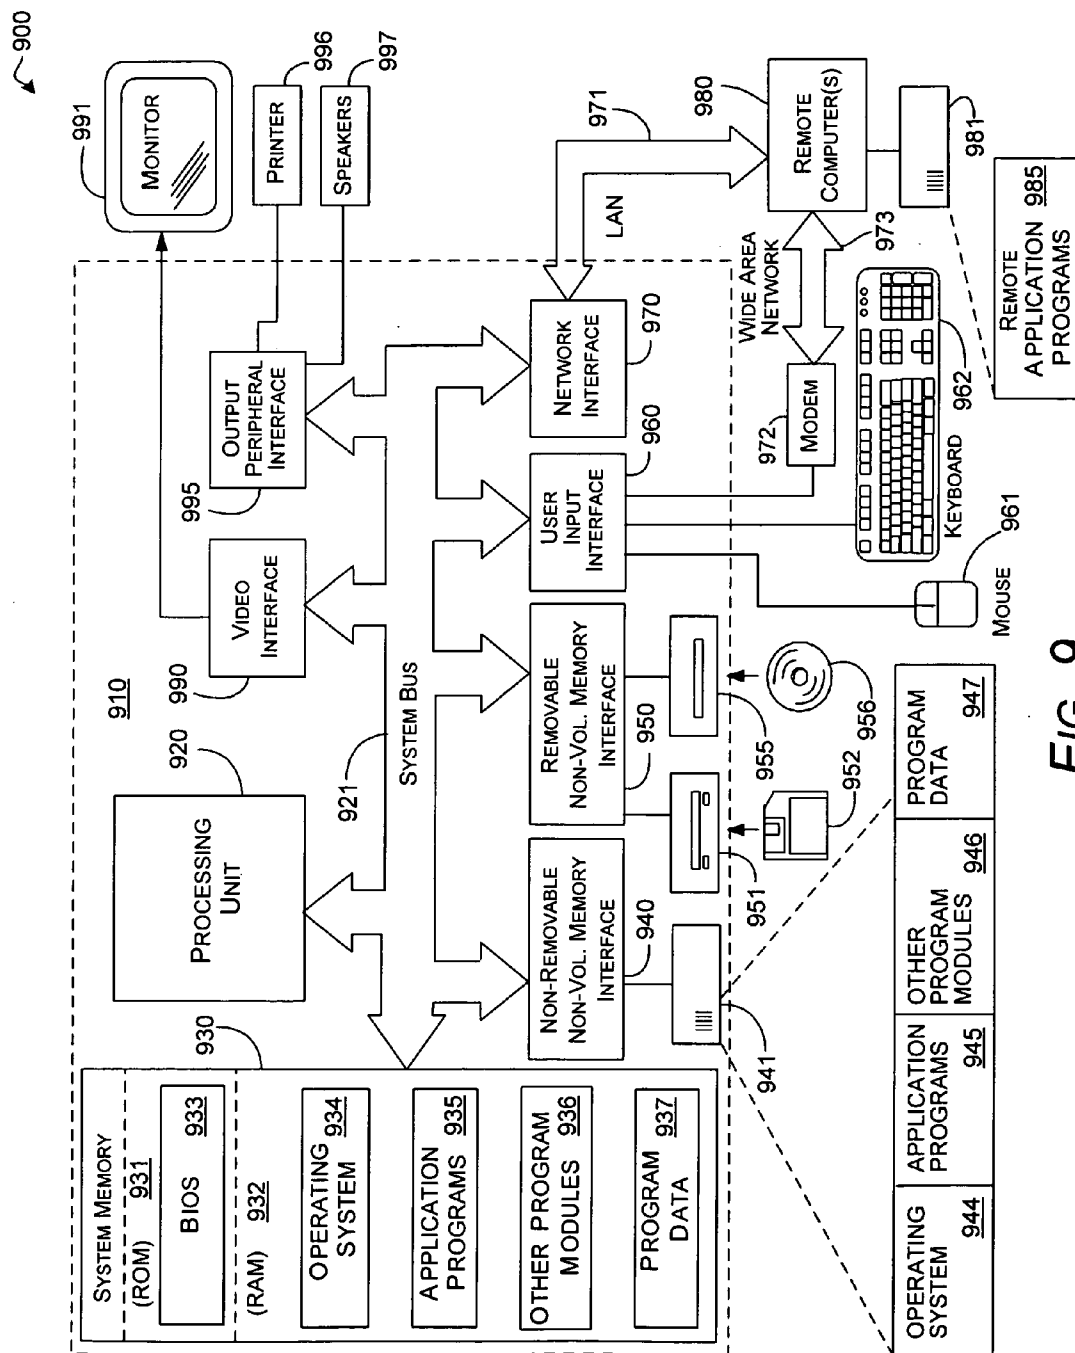 900
SYSTEM MEMORY
(ROM) 931
BIOS 933
(RAM) 932
OPERATING
SYSTEM 934
APPLICATION
PROGRAMS 935
OTHER PROGRAM
MODULES 936
PROGRAM
DATA 937
930
910
920
PROCESSING
UNIT
921
SYSTEM BUS
990
VIDEO
INTERFACE
995
OUTPUT
PERIPHERAL
INTERFACE
991
MONITOR
996
PRINTER
997
SPEAKERS
NON-REMOVABLE
NON-VOL. MEMORY
INTERFACE
940
REMOVABLE
NON-VOL. MEMORY
INTERFACE
950
USER
INPUT
INTERFACE
960
NETWORK
INTERFACE
970
LAN
971
941
951
952
955
956
972
MODEM
WIDE AREA
NETWORK
973
980
REMOTE
COMPUTER(S)
981
MOUSE
961
KEYBOARD
962
OPERATING
SYSTEM 944
APPLICATION
PROGRAMS 945
OTHER
PROGRAM
MODULES 946
PROGRAM
DATA 947
REMOTE
APPLICATION
PROGRAMS 985
FIG. 9